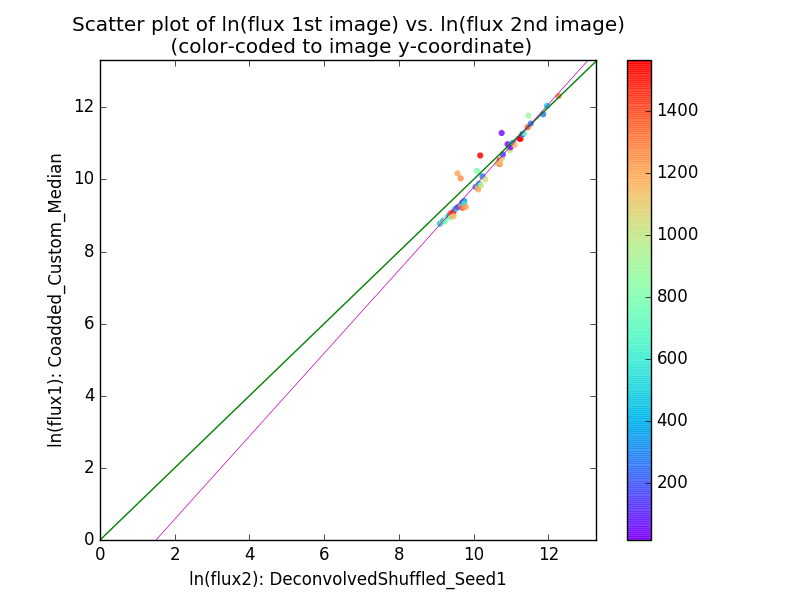 Scatter plot of ln(flux 1st image) vs. ln(flux 2nd image)
(color-coded to image y-coordinate)
ln(flux1): Coadded_Custom_Median
12
10
8
6
4
2
0
0 2 4 6 8 10 12
ln(flux2): DeconvolvedShuffled_Seed1
1400
1200
1000
800
600
400
200